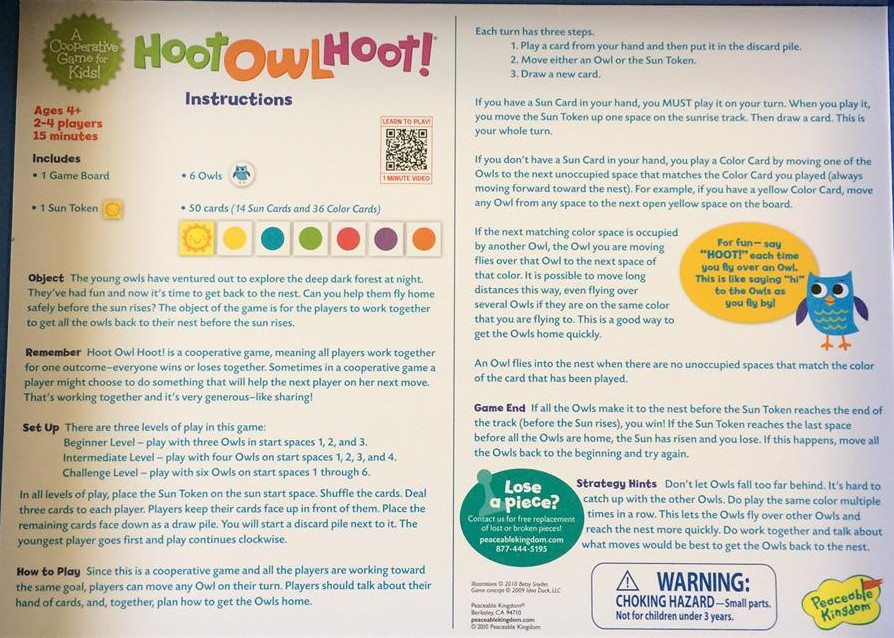 A
Cooperative
Game for
Kids!
HOOT OWL HOOT!
Instructions
Ages 4+
2-4 players
15 minutes
LEARN TO PLAY!
1 MINUTE VIDEO
Includes
• 1 Game Board
• 6 Owls
• 1 Sun Token
• 50 cards (14 Sun Cards and 36 Color Cards)
Object The young owls have ventured out to explore the deep dark forest at night.
They've had fun and now it's time to get back to the nest. Can you help them fly home
safely before the sun rises? The object of the game is for the players to work together
to get all the owls back to their nest before the sun rises.
Remember Hoot Owl Hoot! is a cooperative game, meaning all players work together
for one outcome–everyone wins or loses together. Sometimes in a cooperative game a
player might choose to do something that will help the next player on her next move.
That's working together and it's very generous–like sharing!
Set Up There are three levels of play in this game:
Beginner Level – play with three Owls in start spaces 1, 2, and 3.
Intermediate Level – play with four Owls on start spaces 1, 2, 3, and 4.
Challenge Level – play with six Owls on start spaces 1 through 6.
In all levels of play, place the Sun Token on the sun start space. Shuffle the cards. Deal
three cards to each player. Players keep their cards face up in front of them. Place the
remaining cards face down as a draw pile. You will start a discard pile next to it. The
youngest player goes first and play continues clockwise.
How to Play Since this is a cooperative game and all the players are working toward
the same goal, players can move any Owl on their turn. Players should talk about their
hand of cards, and, together, plan how to get the Owls home.
Each turn has three steps.
1. Play a card from your hand and then put it in the discard pile.
2. Move either an Owl or the Sun Token.
3. Draw a new card.
If you have a Sun Card in your hand, you MUST play it on your turn. When you play it,
you move the Sun Token up one space on the sunrise track. Then draw a card. This is
your whole turn.
If you don't have a Sun Card in your hand, you play a Color Card by moving one of the
Owls to the next unoccupied space that matches the Color Card you played (always
moving forward toward the nest). For example, if you have a yellow Color Card, move
any Owl from any space to the next open yellow space on the board.
If the next matching color space is occupied
by another Owl, the Owl you are moving
flies over that Owl to the next space of
that color. It is possible to move long
distances this way, even flying over
several Owls if they are on the same color
that you are flying to. This is a good way to
get the Owls home quickly.
For fun– say
"HOOT!" each time
you fly over an Owl.
This is like saying "hi"
to the Owls as
you fly by!
An Owl flies into the nest when there are no unoccupied spaces that match the color
of the card that has been played.
Game End If all the Owls make it to the nest before the Sun Token reaches the end of
the track (before the Sun rises), you win! If the Sun Token reaches the last space
before all the Owls are home, the Sun has risen and you lose. If this happens, move all
the Owls back to the beginning and try again.
Lose
a piece?
Contact us for free replacement
of lost or broken pieces!
peaceablekingdom.com
877-444-5195
Strategy Hints Don't let Owls fall too far behind. It's hard to
catch up with the other Owls. Do play the same color multiple
times in a row. This lets the Owls fly over other Owls and
reach the nest more quickly. Do work together and talk about
what moves would be best to get the Owls back to the nest.
Illustrations © 2010 Betsy Snyder.
Game concept © 2009 Idea Duck, LLC
Peaceable Kingdom®
Berkeley, CA 94710
peaceablekingdom.com
© 2010 Peaceable Kingdom
WARNING:
CHOKING HAZARD—Small parts.
Not for children under 3 years.
Peaceable
Kingdom